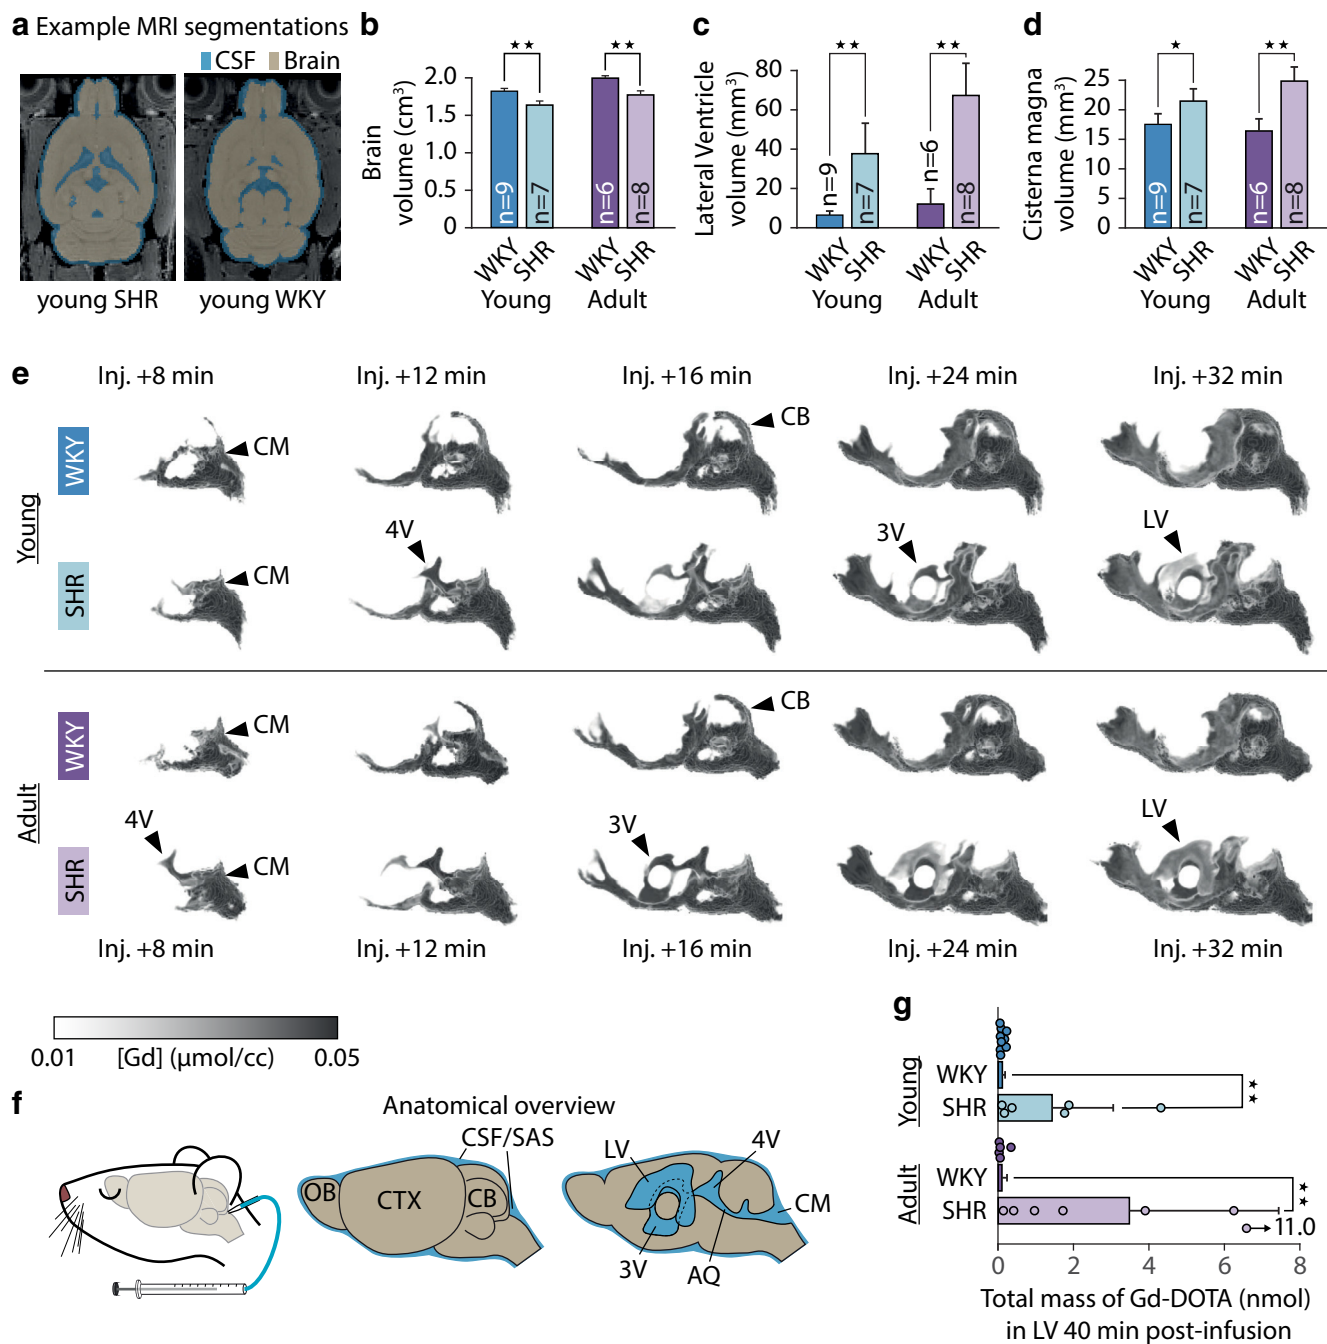 a Example MRI segmentations
CSF Brain
young SHR young WKY
b
Brain volume (cm³)
2.0
1.0
0.5
0
★★ ★★
n=9 n=7 n=6 n=8
WKY SHR WKY SHR
Young Adult
c
Lateral Ventricle volume (mm³)
80
60
40
20
0
★★ ★★
n=9 n=7 n=6 n=8
WKY SHR WKY SHR
Young Adult
d
Cisterna magna volume (mm³)
25
20
15
10
5
0
★ ★★
n=9 n=7 n=6 n=8
WKY SHR WKY SHR
Young Adult
e
Inj. +8 min Inj. +12 min Inj. +16 min Inj. +24 min Inj. +32 min
Young
WKY
CM CB
SHR
CM 4V 3V LV
Adult
WKY
CM CB
SHR
4V CM 3V LV
Inj. +8 min Inj. +12 min Inj. +16 min Inj. +24 min Inj. +32 min
0.01 [Gd] (µmol/cc) 0.05
f
Anatomical overview
CSF/SAS
OB CTX CB
LV 4V
CM
3V AQ
g
Young
WKY
SHR
★★
Adult
WKY
SHR
★★
11.0
0 2 4 6 8
Total mass of Gd-DOTA (nmol)
in LV 40 min post-infusion